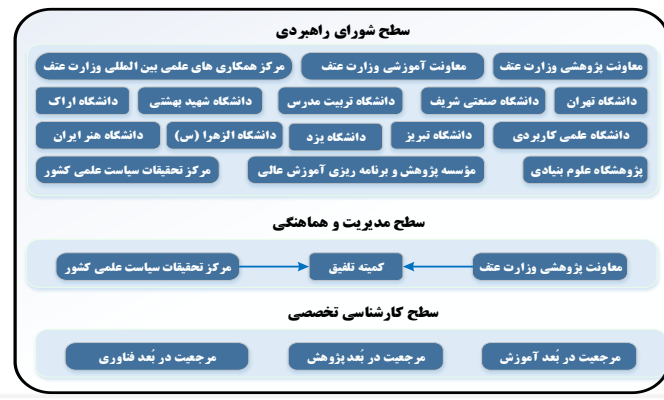 سطح شورای راهبردی
معاونت پژوهشی وزارت عتف معاونت آموزشی وزارت عتف مرکز همکاری های علمی بین المللی وزارت عتف
دانشگاه تهران دانشگاه صنعتی شریف دانشگاه تربیت مدرس دانشگاه شهید بهشتی دانشگاه اراک
دانشگاه علمی کاربردی دانشگاه تبریز دانشگاه یزد دانشگاه الزهرا (س) دانشگاه هنر ایران
پژوهشگاه علوم بنیادی مؤسسه پژوهش و برنامه ریزی آموزش عالی مرکز تحقیقات سیاست علمی کشور
سطح مدیریت و هماهنگی
معاونت پژوهشی وزارت عتف کمیته تلفیق مرکز تحقیقات سیاست علمی کشور
سطح کارشناسی تخصصی
مرجعیت در بُعد آموزش مرجعیت در بُعد پژوهش مرجعیت در بُعد فناوری